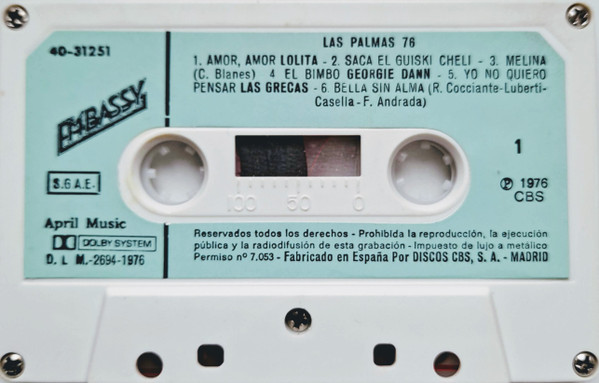 40-31251
EMBASSY
S.G.A.E.
April Music
DOLBY SYSTEM
D. L M.-2694-1976
LAS PALMAS 76
1. AMOR, AMOR LOLITA - 2. SACA EL GUISKI CHELI - 3. MELINA
(C. Blanes) 4 EL BIMBO GEORGIE DANN - 5. YO NO QUIERO
PENSAR LAS GRECAS - 6. BELLA SIN ALMA (R. Cocciante-Luberti-
Casella-F. Andrada)
1
℗ 1976
CBS
100 50 0
Reservados todos los derechos - Prohibida la reproducción, la ejecución
pública y la radiodifusión de esta grabación - Impuesto de lujo a metálico
Permiso nº 7.053 - Fabricado en España Por DISCOS CBS, S. A. - MADRID